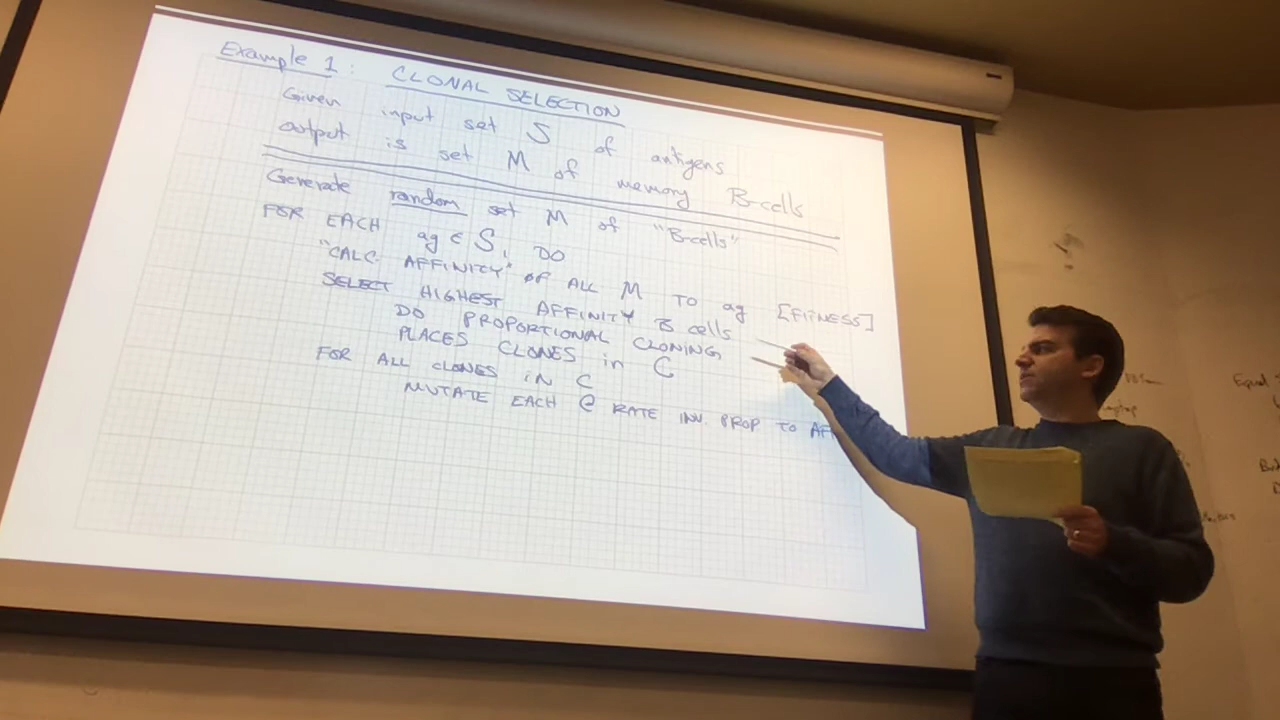 Example 1: CLONAL SELECTION
Given input set S of antigens
output is set M of memory B-cells
Generate random set M of "B-cells"
FOR EACH ag ∈ S, DO
"CALC AFFINITY" OF ALL M TO ag [FITNESS]
SELECT HIGHEST AFFINITY B cells
DO PROPORTIONAL CLONING
PLACES CLONES in C
FOR ALL CLONES IN C
MUTATE EACH @ RATE INV. PROP TO AFF
Equal